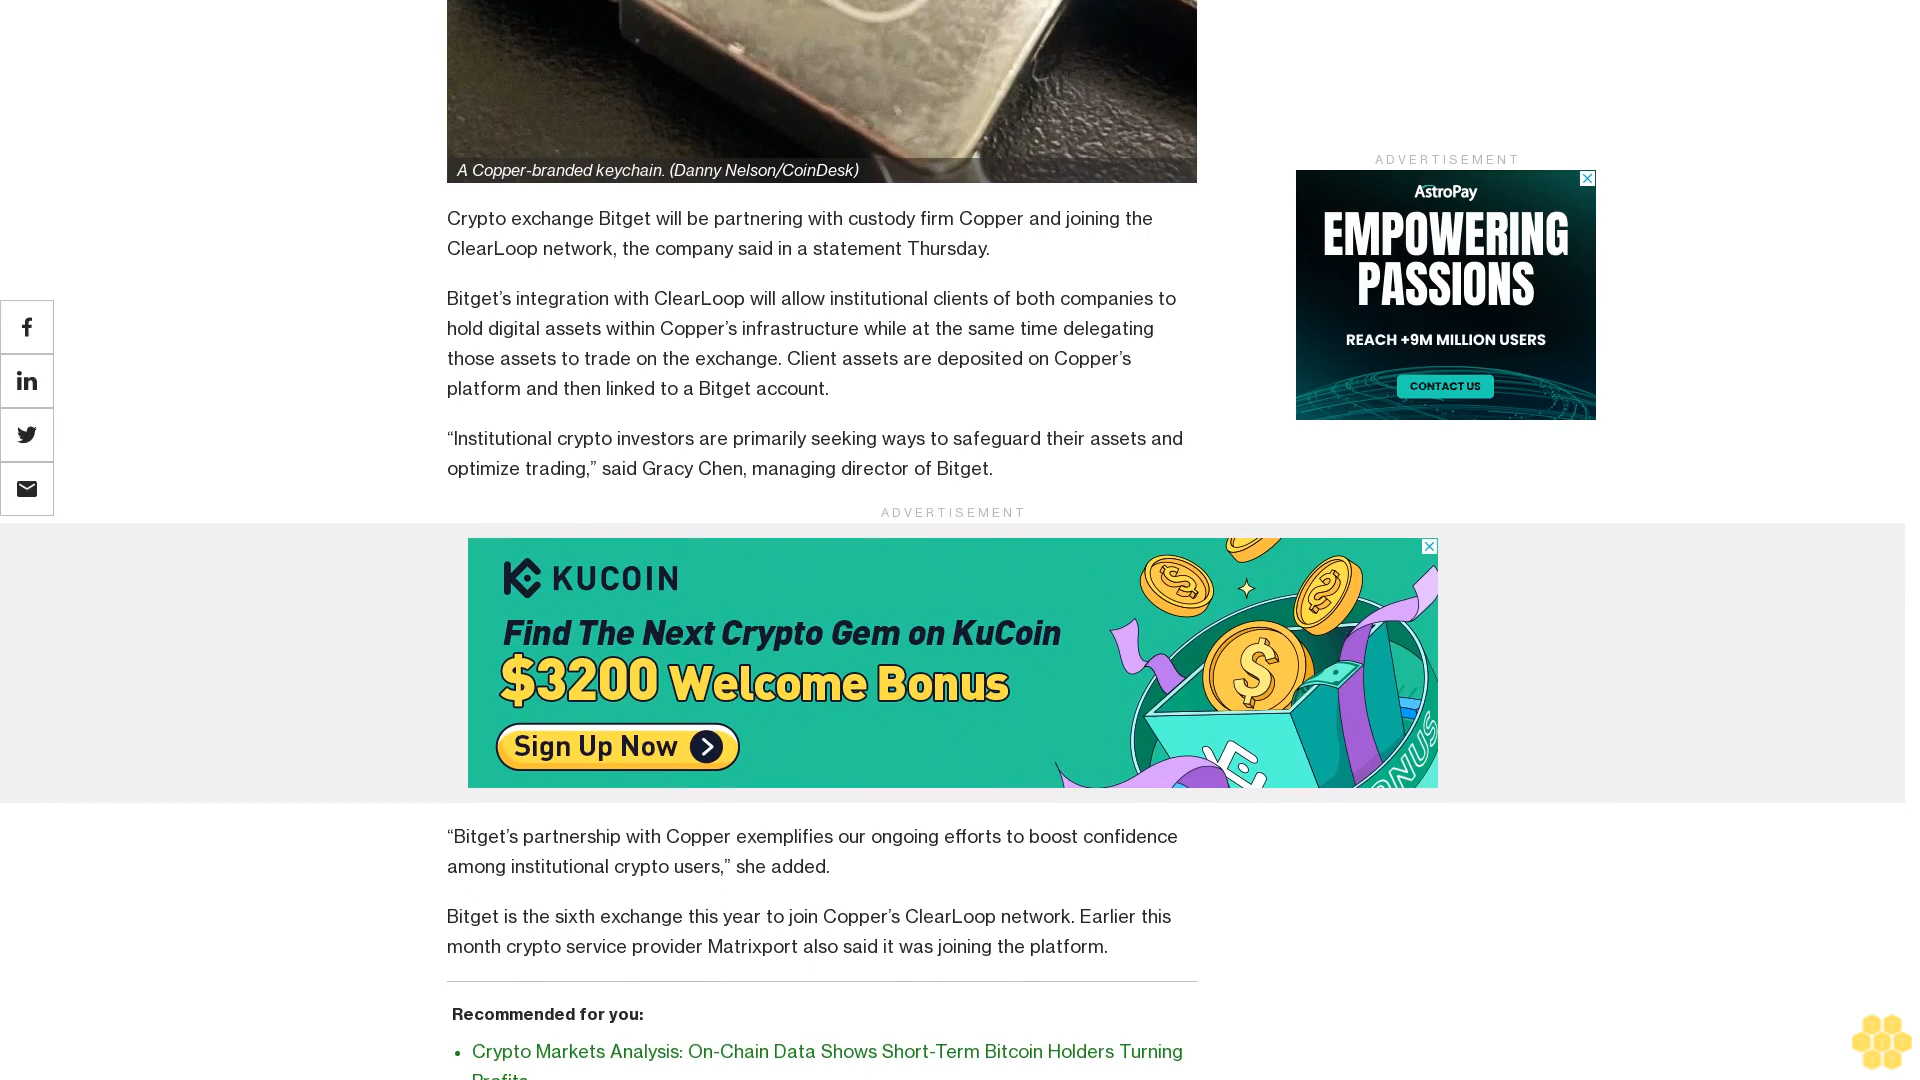 A Copper-branded keychain. (Danny Nelson/CoinDesk)
Crypto exchange Bitget will be partnering with custody firm Copper and joining the
ClearLoop network, the company said in a statement Thursday.
Bitget’s integration with ClearLoop will allow institutional clients of both companies to
hold digital assets within Copper’s infrastructure while at the same time delegating
those assets to trade on the exchange. Client assets are deposited on Copper’s
platform and then linked to a Bitget account.
“Institutional crypto investors are primarily seeking ways to safeguard their assets and
optimize trading,” said Gracy Chen, managing director of Bitget.
ADVERTISEMENT
AstroPay
EMPOWERING
PASSIONS
REACH +9M MILLION USERS
CONTACT US
ADVERTISEMENT
KUCOIN
Find The Next Crypto Gem on KuCoin
$3200 Welcome Bonus
Sign Up Now
BONUS
“Bitget’s partnership with Copper exemplifies our ongoing efforts to boost confidence
among institutional crypto users,” she added.
Bitget is the sixth exchange this year to join Copper’s ClearLoop network. Earlier this
month crypto service provider Matrixport also said it was joining the platform.
Recommended for you:
Crypto Markets Analysis: On-Chain Data Shows Short-Term Bitcoin Holders Turning
Profits